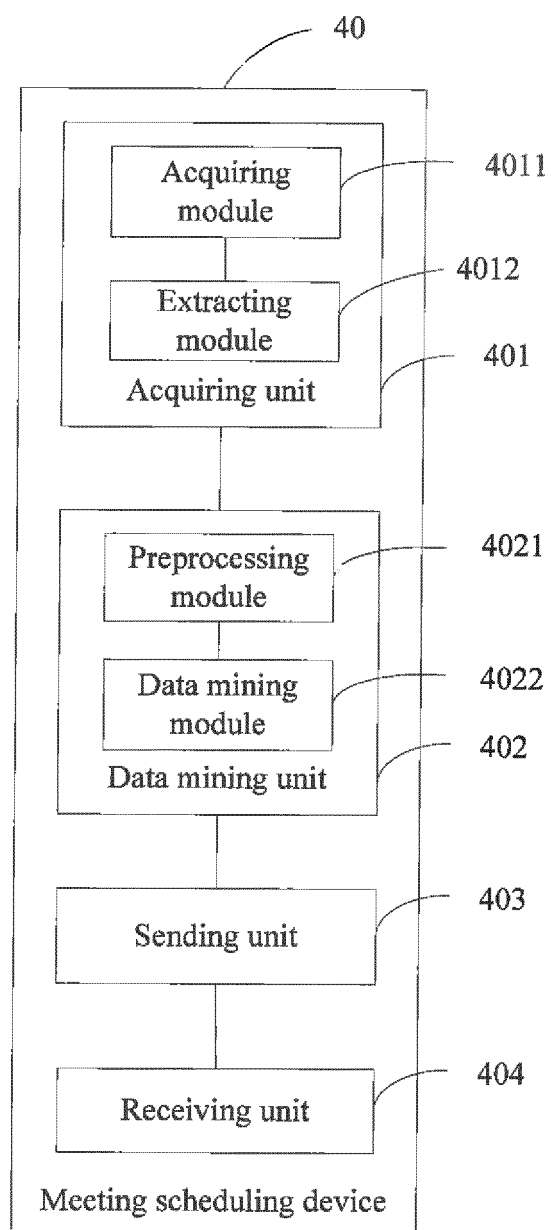 40
Acquiring
module
4011
Extracting
module
4012
Acquiring unit
401
Preprocessing
module
4021
Data mining
module
4022
Data mining unit
402
Sending unit
403
Receiving unit
404
Meeting scheduling device